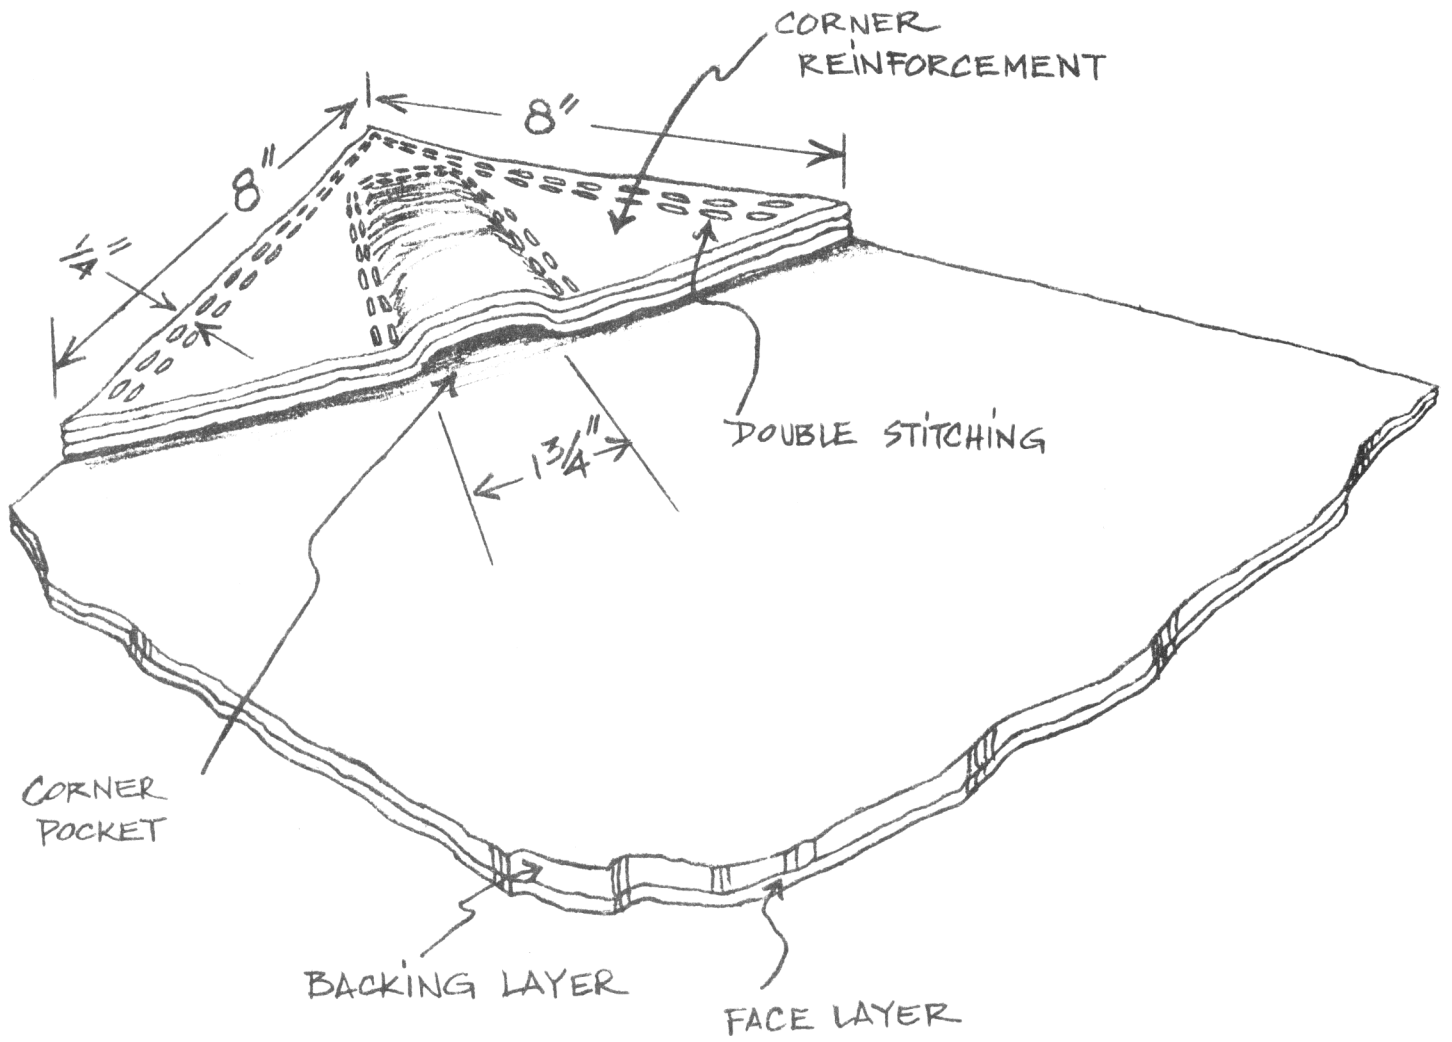 CORNER
REINFORCEMENT
8"
8"
1/4"
DOUBLE STITCHING
1 3/4"
CORNER
POCKET
BACKING LAYER
FACE LAYER